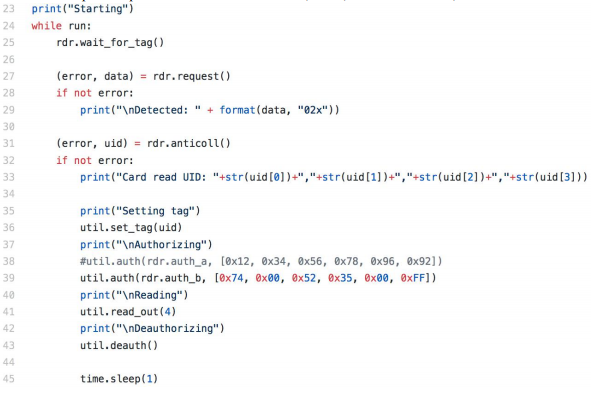 23 print("Starting")
24 while run:
25 rdr.wait_for_tag()
26
27 (error, data) = rdr.request()
28 if not error:
29 print("\nDetected: " + format(data, "02x"))
30
31 (error, uid) = rdr.anticoll()
32 if not error:
33 print("Card read UID: "+str(uid[0])+","+str(uid[1])+","+str(uid[2])+","+str(uid[3]))
34
35 print("Setting tag")
36 util.set_tag(uid)
37 print("\nAuthorizing")
38 #util.auth(rdr.auth_a, [0x12, 0x34, 0x56, 0x78, 0x96, 0x92])
39 util.auth(rdr.auth_b, [0x74, 0x00, 0x52, 0x35, 0x00, 0xFF])
40 print("\nReading")
41 util.read_out(4)
42 print("\nDeauthorizing")
43 util.deauth()
44
45 time.sleep(1)